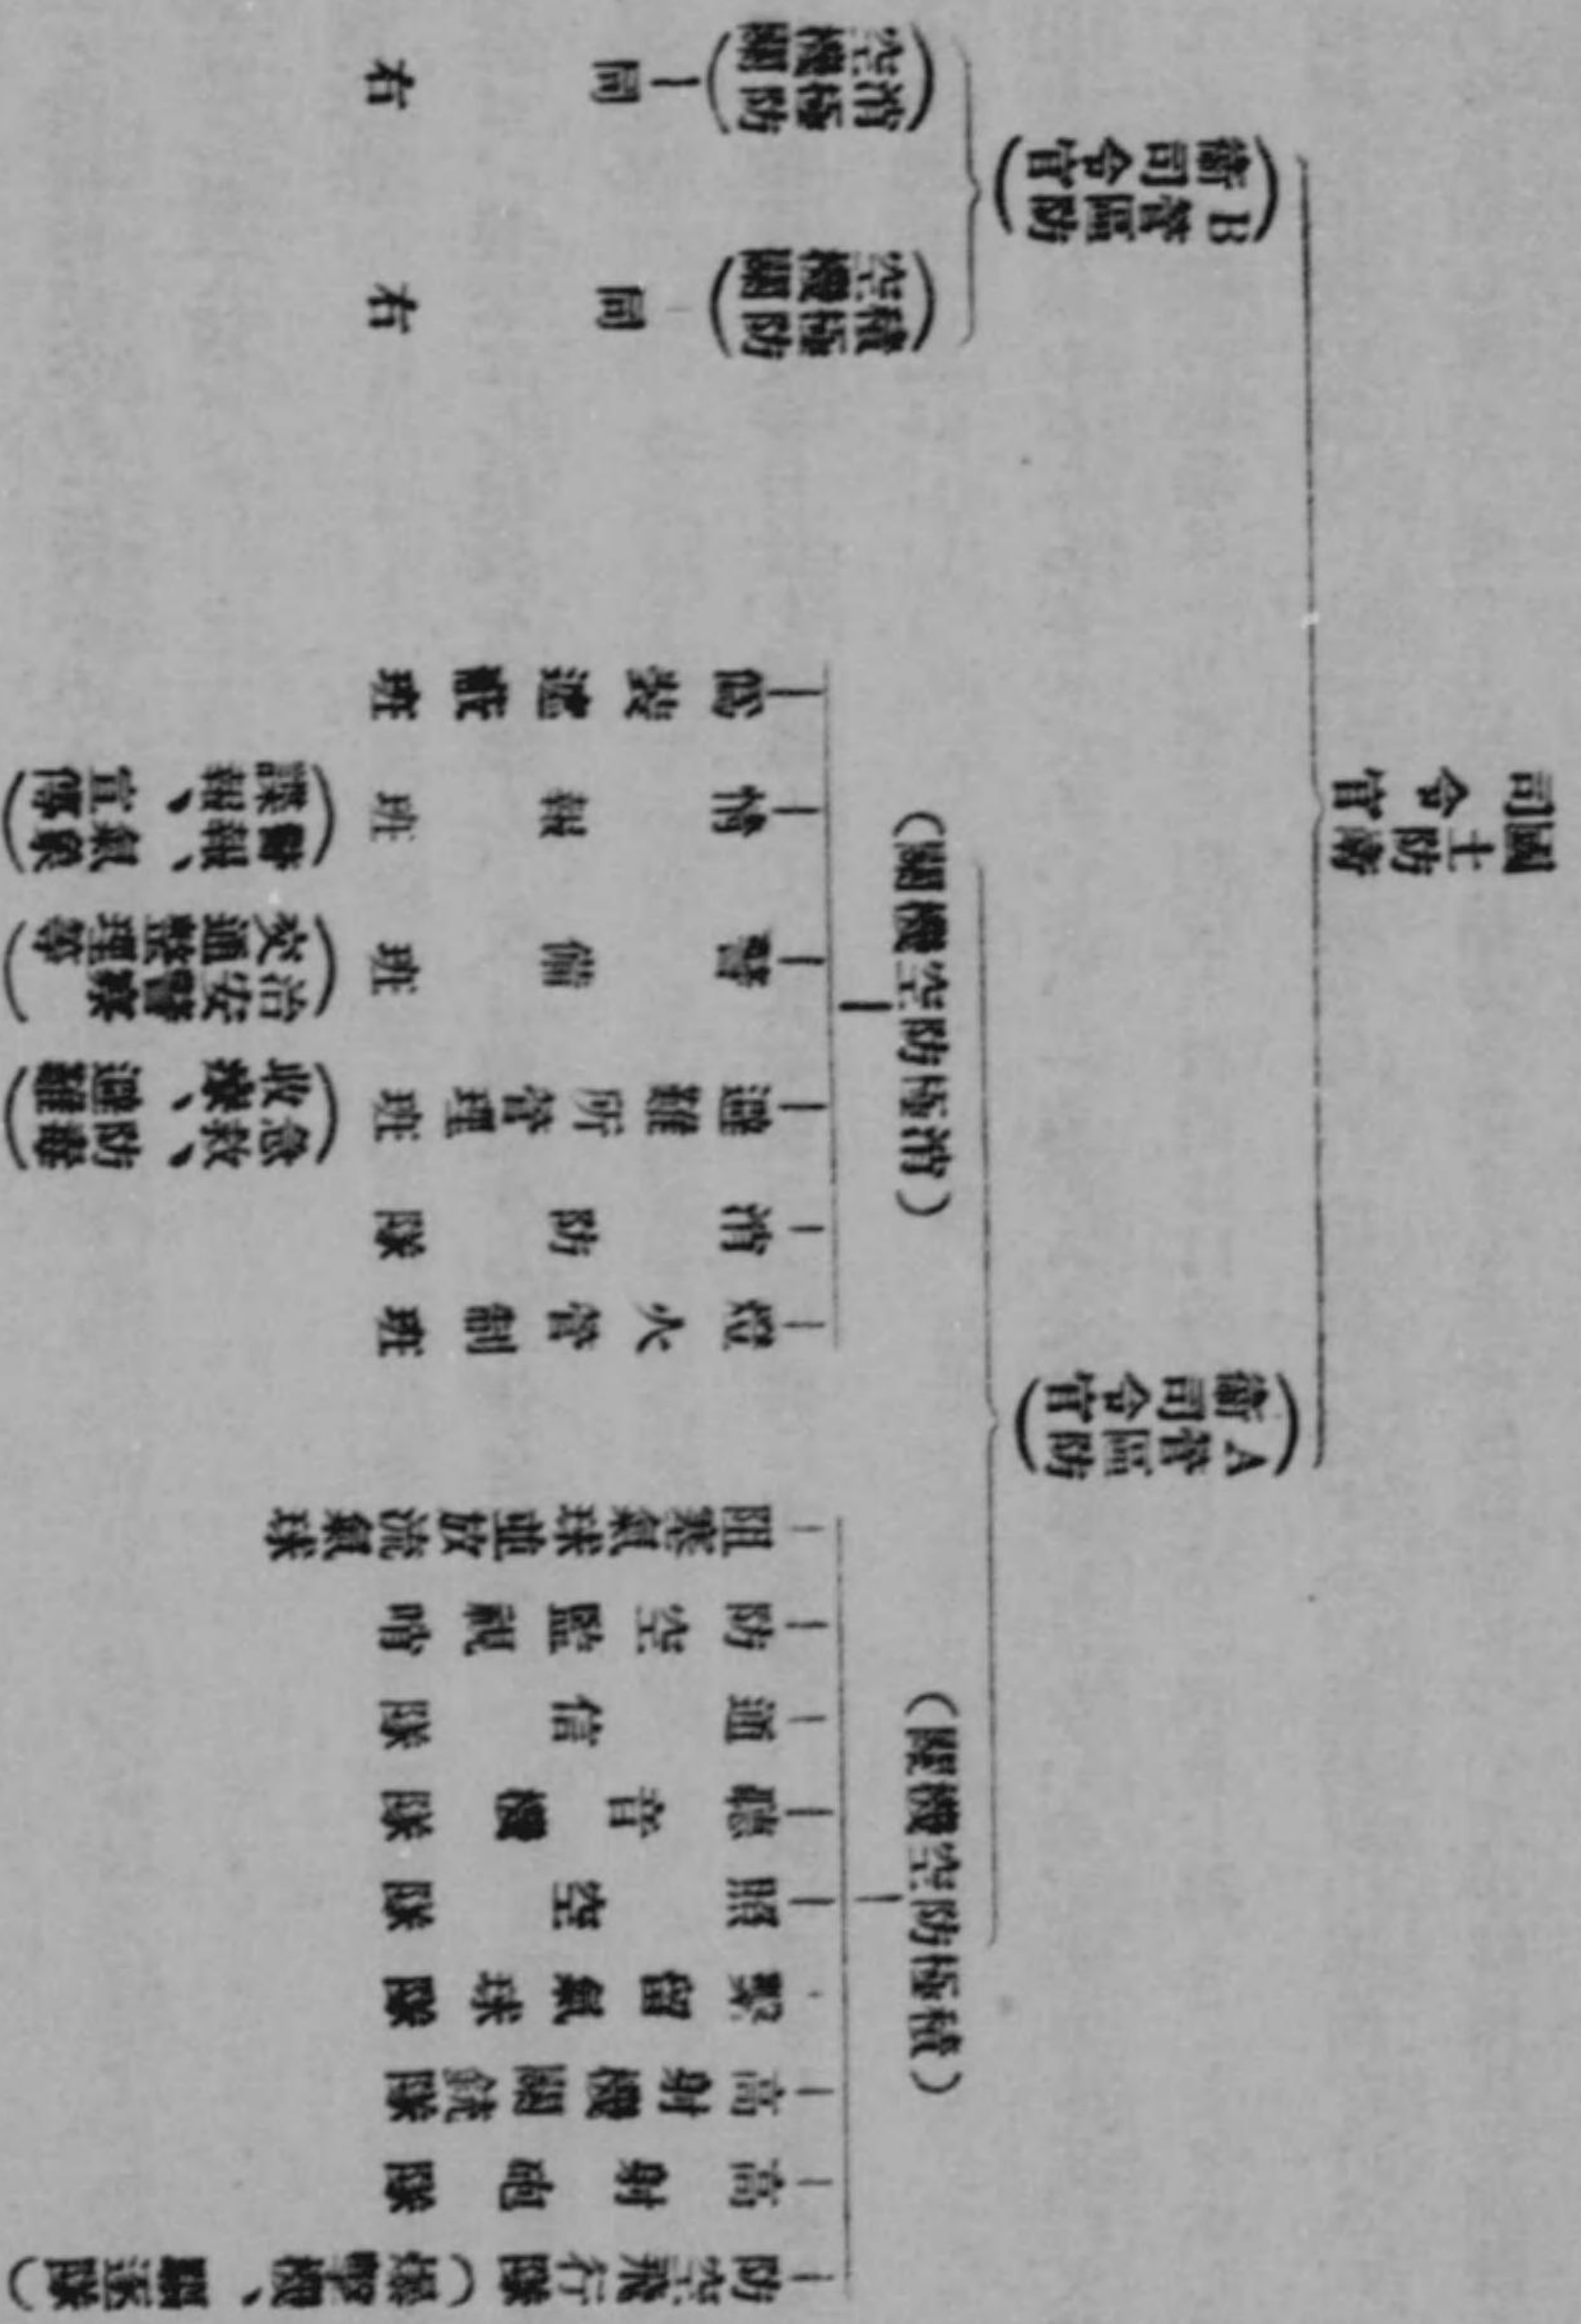 國土防衛
司令官
(A管區防
衛司令官)
(積極防空機關)
防空飛行隊(爆擊機、驅逐隊)
高射砲隊
高射機關銃隊
繫留氣球隊
照空隊
聽音機隊
通信隊
防空監視哨
阻塞氣球並放流氣球
(消極防空機關)
燈火管制班
消防隊
避難所管理班
(急救、防毒
收療、避難)
警備班
(治安警察
交通整理等)
情報班
(警報、氣象
諜報、宣傳)
偽裝遮蔽班
(B管區防
衛司令官)
(積極防
空機關)
同右
(消極防
空機關)
同右